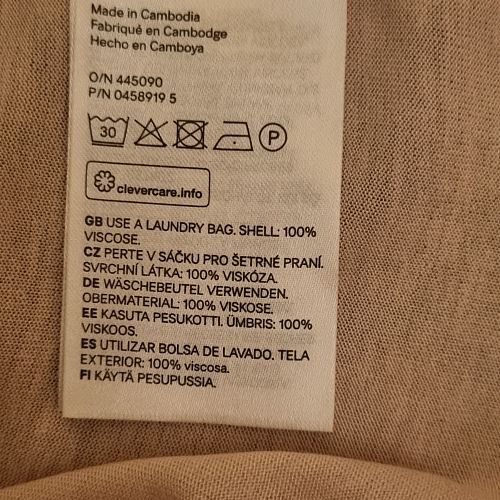 Made in Cambodia
Fabriqué en Cambodge
Hecho en Camboya
O/N 445090
P/N 0458919 5
30 P
clevercare.info
GB USE A LAUNDRY BAG. SHELL: 100%
VISCOSE.
CZ PERTE V SÁČKU PRO ŠETRNÉ PRANÍ.
SVRCHNÍ LÁTKA: 100% VISKÓZA.
DE WÄSCHEBEUTEL VERWENDEN.
OBERMATERIAL: 100% VISKOSE.
EE KASUTA PESUKOTTI. ÜMBRIS: 100%
VISKOOS.
ES UTILIZAR BOLSA DE LAVADO. TELA
EXTERIOR: 100% viscosa.
FI KÄYTÄ PESUPUSSIA.